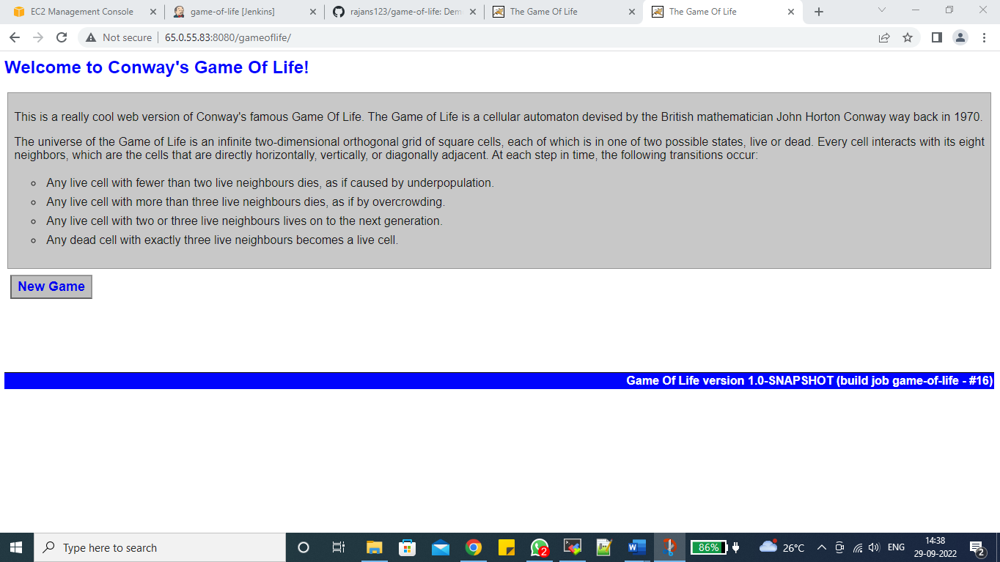 EC2 Management Console
game-of-life [Jenkins]
rajans123/game-of-life: Dem
The Game Of Life
The Game Of Life
Not secure
65.0.55.83:8080/gameoflife/
Welcome to Conway's Game Of Life!
This is a really cool web version of Conway's famous Game Of Life. The Game of Life is a cellular automaton devised by the British mathematician John Horton Conway way back in 1970.
The universe of the Game of Life is an infinite two-dimensional orthogonal grid of square cells, each of which is in one of two possible states, live or dead. Every cell interacts with its eight
neighbors, which are the cells that are directly horizontally, vertically, or diagonally adjacent. At each step in time, the following transitions occur:
Any live cell with fewer than two live neighbours dies, as if caused by underpopulation.
Any live cell with more than three live neighbours dies, as if by overcrowding.
Any live cell with two or three live neighbours lives on to the next generation.
Any dead cell with exactly three live neighbours becomes a live cell.
New Game
Game Of Life version 1.0-SNAPSHOT (build job game-of-life - #16)
Type here to search
2
86%
26°C
ENG
14:38
29-09-2022
2